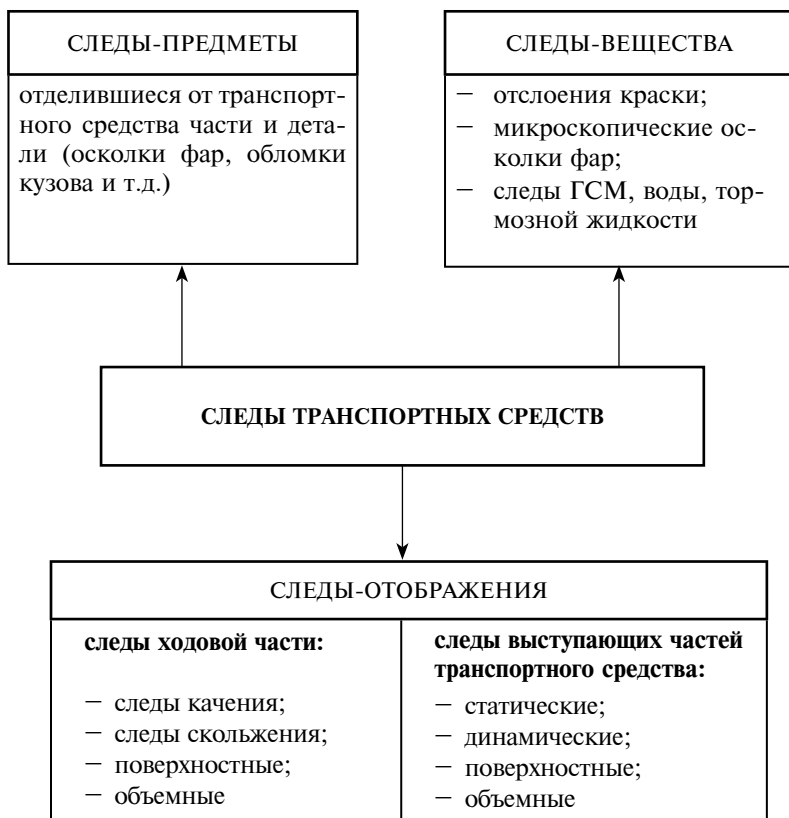 СЛЕДЫ-ПРЕДМЕТЫ
отделившиеся от транспорт-
ного средства части и дета-
ли (осколки фар, обломки
кузова и т.д.)
СЛЕДЫ-ВЕЩЕСТВА
– отслоения краски;
– микроскопические ос-
колки фар;
– следы ГСМ, воды, тор-
мозной жидкости
СЛЕДЫ ТРАНСПОРТНЫХ СРЕДСТВ
СЛЕДЫ-ОТОБРАЖЕНИЯ
следы ходовой части:
– следы качения;
– следы скольжения;
– поверхностные;
– объемные
следы выступающих частей
транспортного средства:
– статические;
– динамические;
– поверхностные;
– объемные